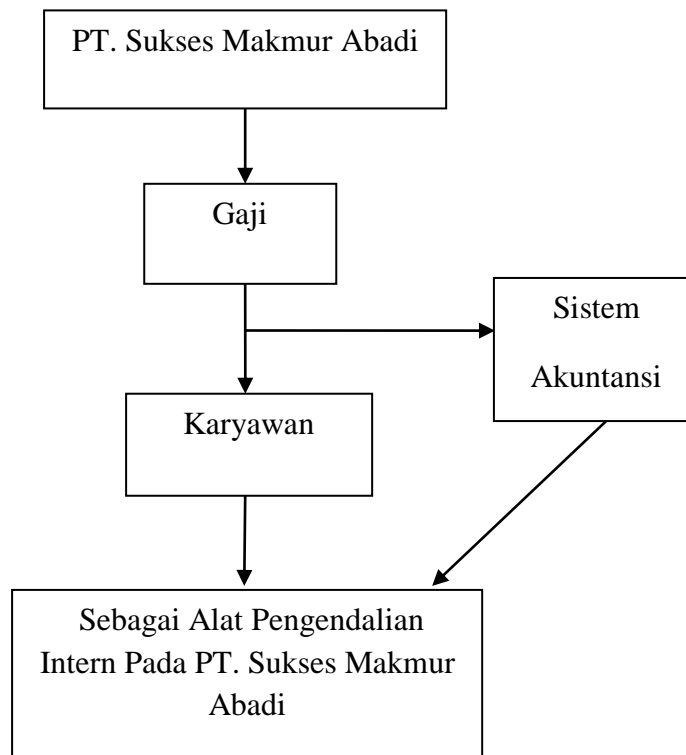 PT. Sukses Makmur Abadi
Gaji
Sistem
Akuntansi
Karyawan
Sebagai Alat Pengendalian
Intern Pada PT. Sukses Makmur
Abadi